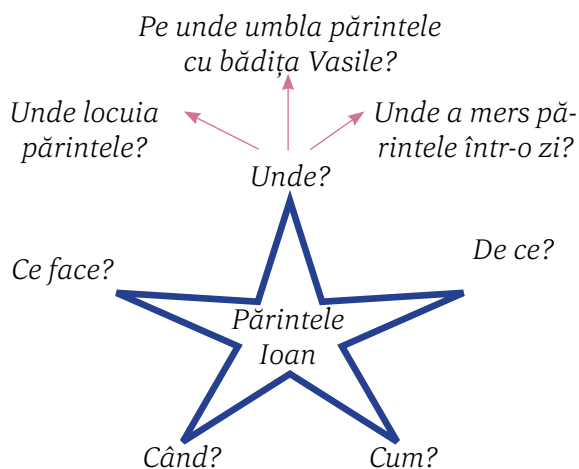 Pe unde umbla părintele
cu bădița Vasile?
Unde locuia
părintele?
Unde a mers pă-
rintele într-o zi?
Unde?
Ce face?
De ce?
Părintele
Ioan
Când?
Cum?